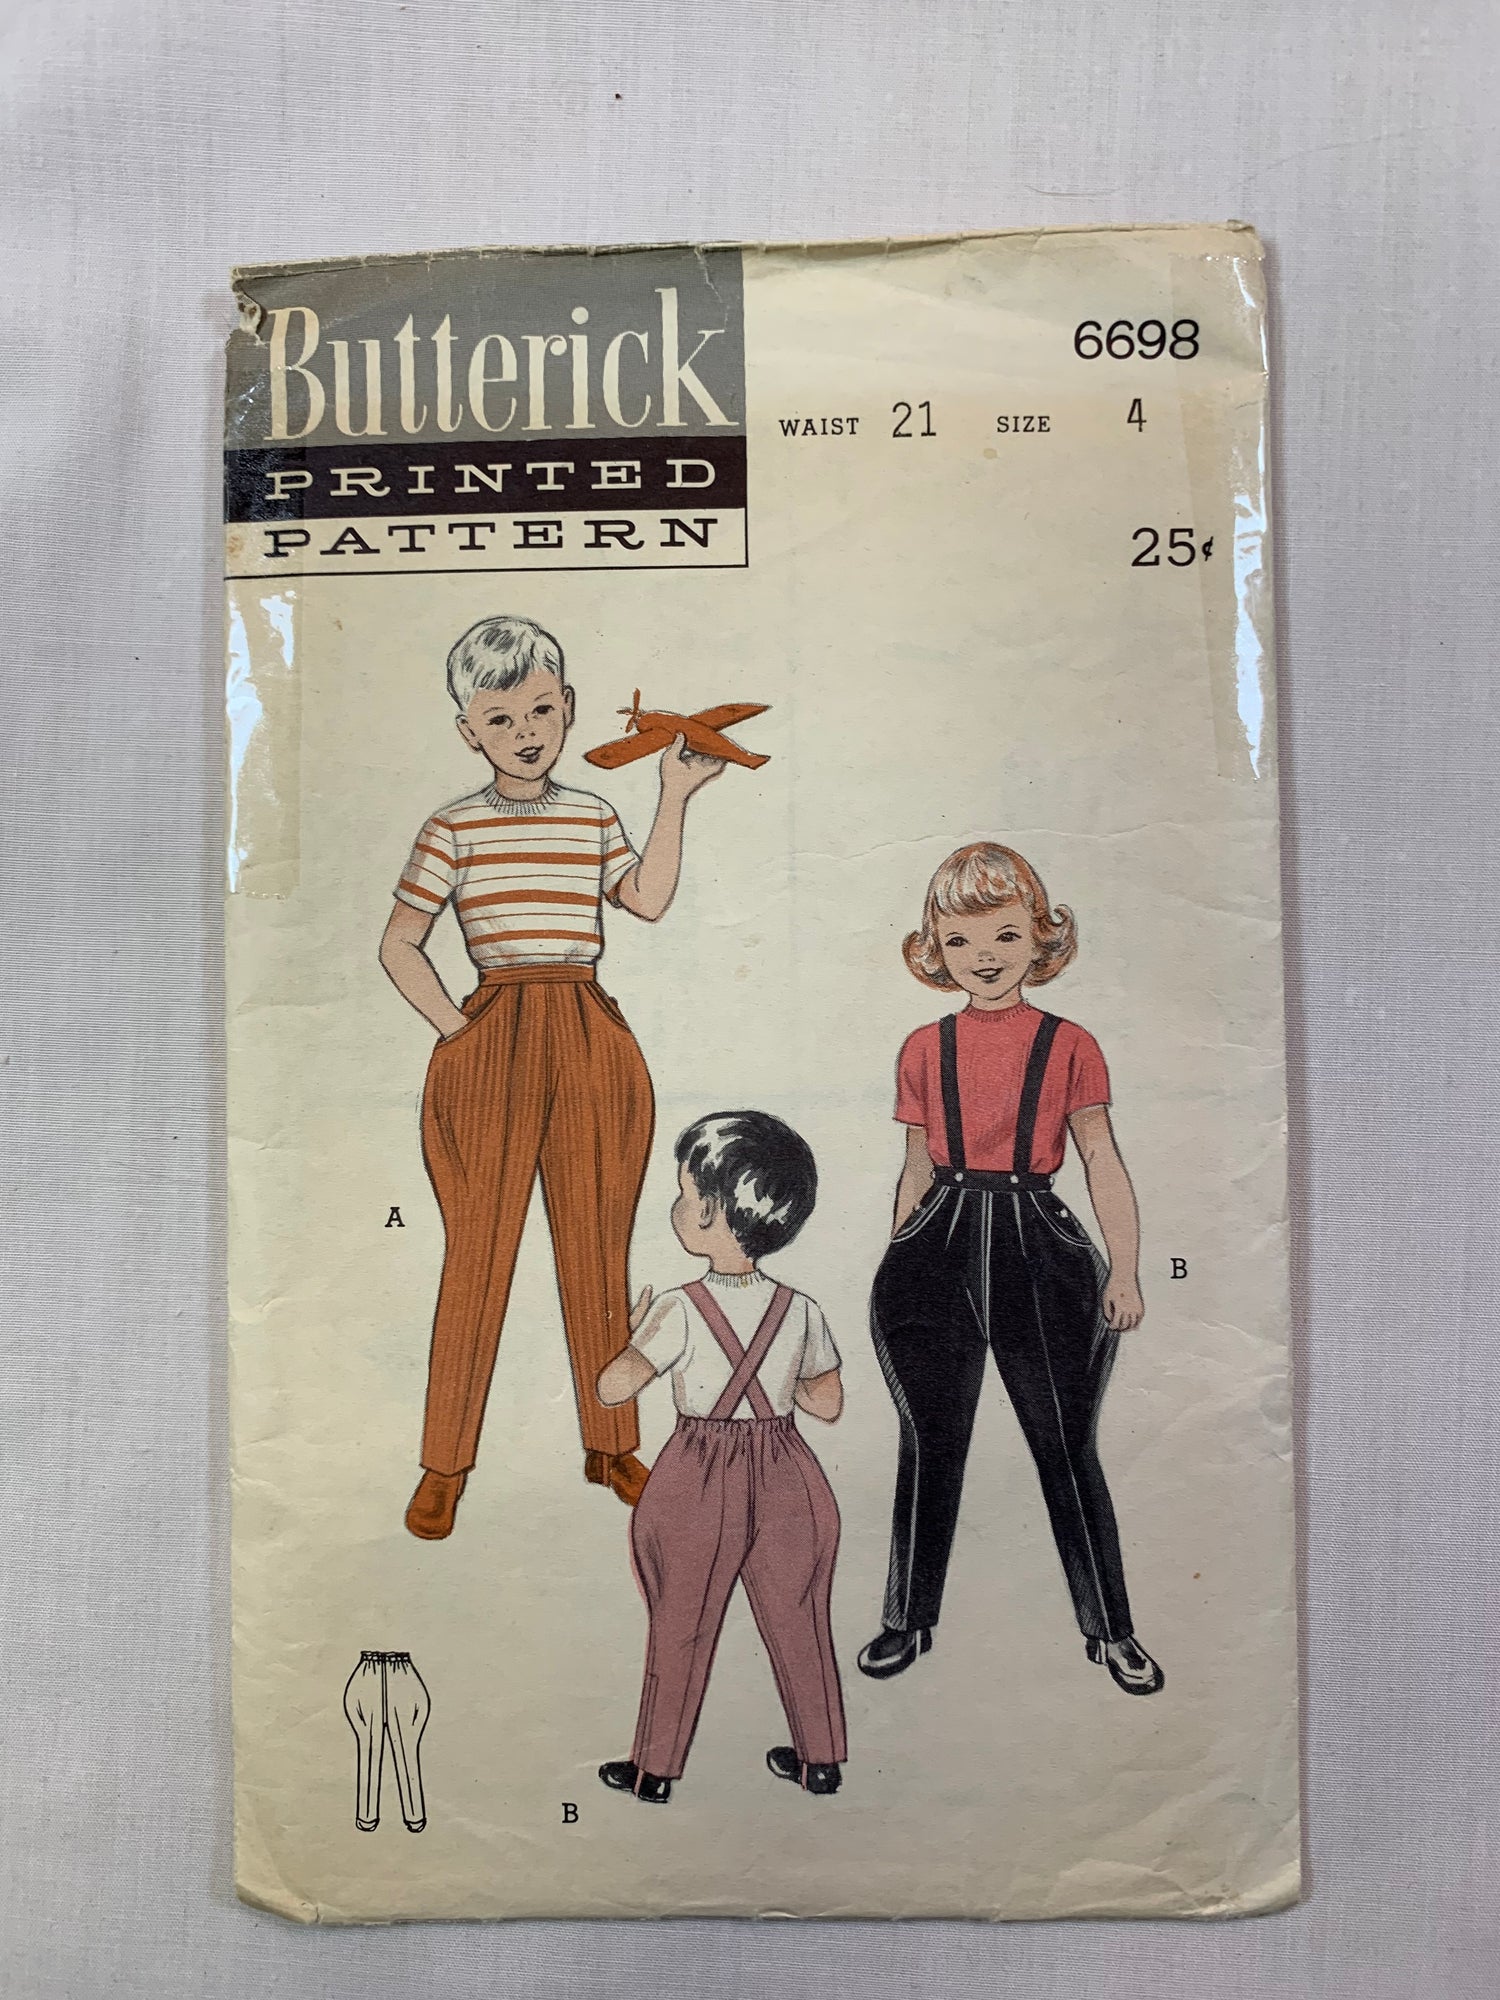 Butterick
PRINTED
PATTERN
6698
WAIST 21 SIZE 4
25¢
A
B
B